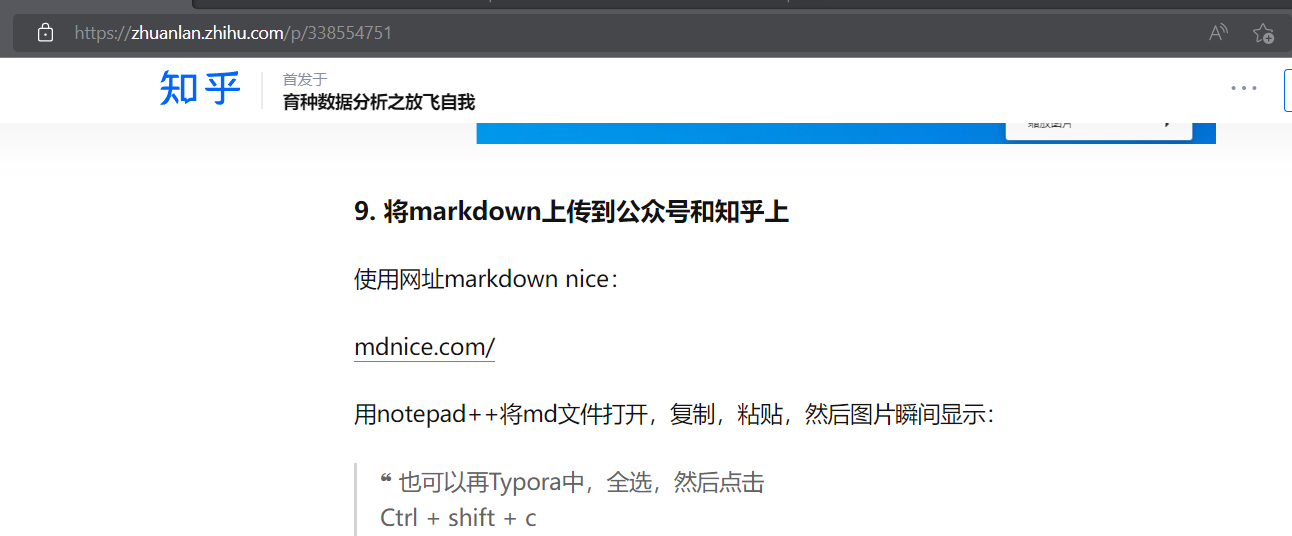 https://zhuanlan.zhihu.com/p/338554751
知乎
首发于
育种数据分析之放飞自我
9. 将markdown上传到公众号和知乎上
使用网址markdown nice：
mdnice.com/
用notepad++将md文件打开，复制，粘贴，然后图片瞬间显示：
❝ 也可以再Typora中，全选，然后点击
Ctrl + shift + c